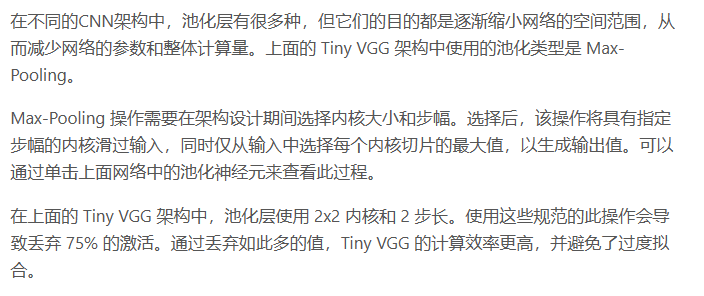 在不同的CNN架构中，池化层有很多种，但它们的目的都是逐渐缩小网络的空间范围，从
而减少网络的参数和整体计算量。上面的 Tiny VGG 架构中使用的池化类型是 Max-
Pooling。
Max-Pooling 操作需要在架构设计期间选择内核大小和步幅。选择后，该操作将具有指定
步幅的内核滑过输入，同时仅从输入中选择每个内核切片的最大值，以生成输出值。可以
通过单击上面网络中的池化神经元来查看此过程。
在上面的 Tiny VGG 架构中，池化层使用 2x2 内核和 2 步长。使用这些规范的此操作会导
致丢弃 75% 的激活。通过丢弃如此多的值，Tiny VGG 的计算效率更高，并避免了过度拟
合。